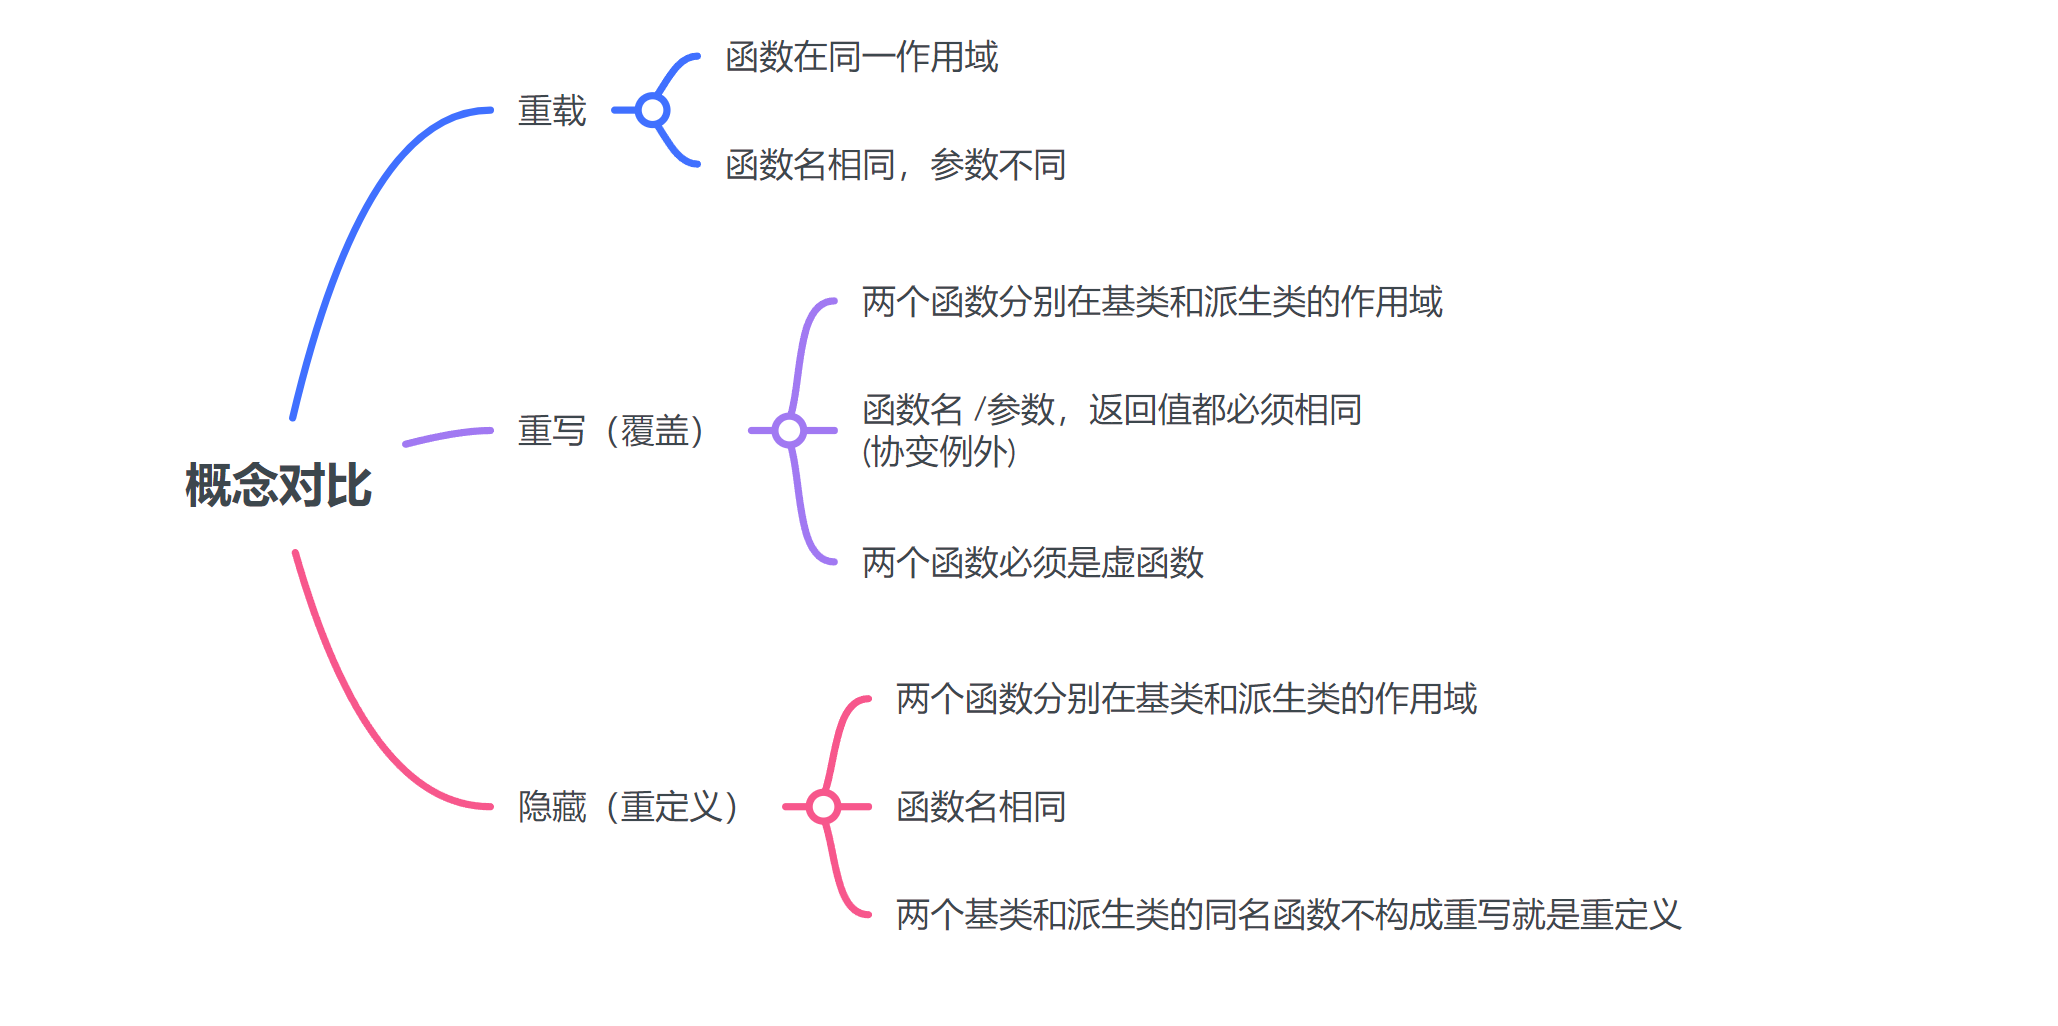 概念对比
重载
函数在同一作用域
函数名相同，参数不同
重写（覆盖）
两个函数分别在基类和派生类的作用域
函数名 /参数，返回值都必须相同
(协变例外)
两个函数必须是虚函数
隐藏（重定义）
两个函数分别在基类和派生类的作用域
函数名相同
两个基类和派生类的同名函数不构成重写就是重定义